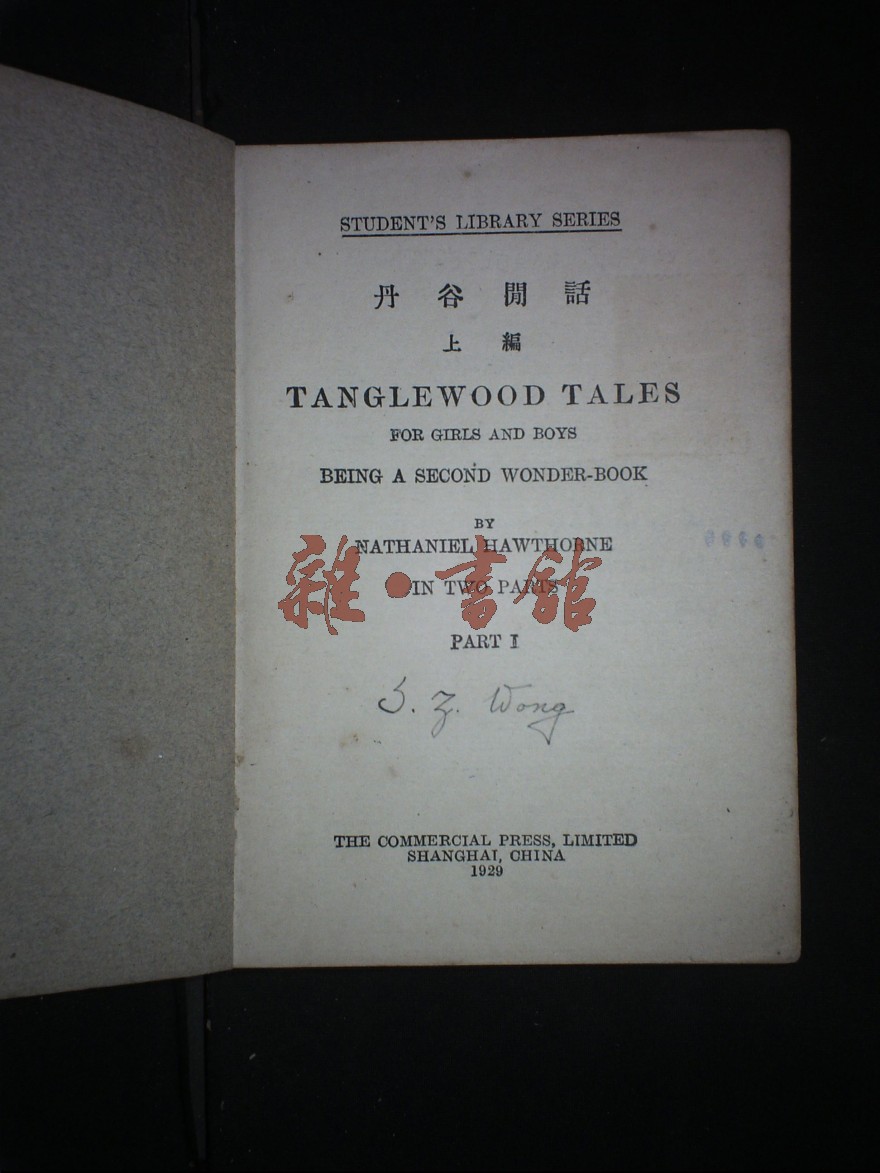 STUDENT'S LIBRARY SERIES
丹谷閒話
上編
TANGLEWOOD TALES
FOR GIRLS AND BOYS
BEING A SECOND WONDER-BOOK
BY
NATHANIEL HAWTHORNE
雜·書館
IN TWO PARTS
PART I
S. Z. Wong
THE COMMERCIAL PRESS, LIMITED
SHANGHAI, CHINA
1929